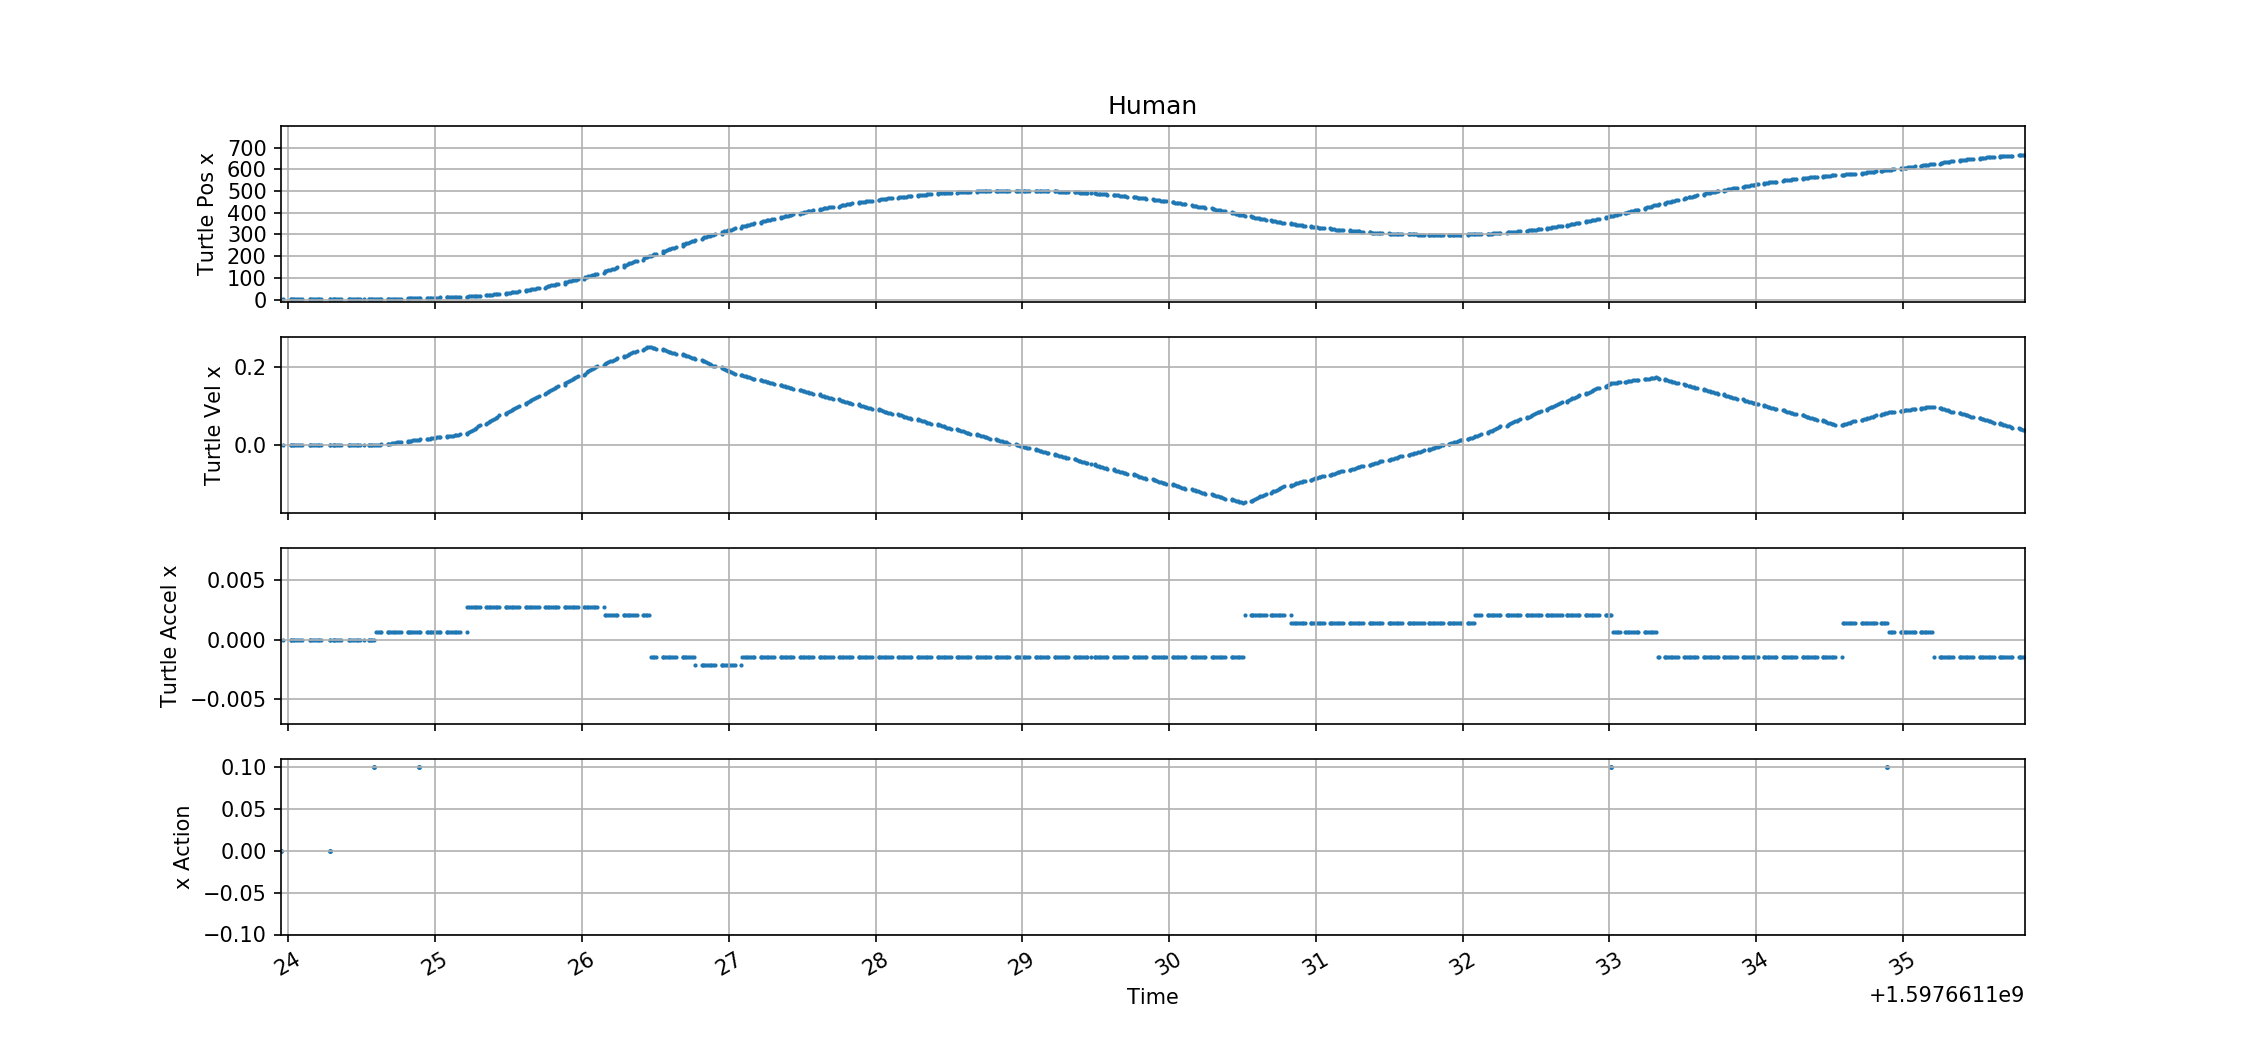 Human
Turtle Pos x
700
600
500
400
300
200
100
0
Turtle Vel x
0.2
0.0
Turtle Accel x
0.005
0.000
−0.005
x Action
0.10
0.05
0.00
−0.05
−0.10
24 25 26 27 28 29 30 31 32 33 34 35
Time
+1.5976611e9